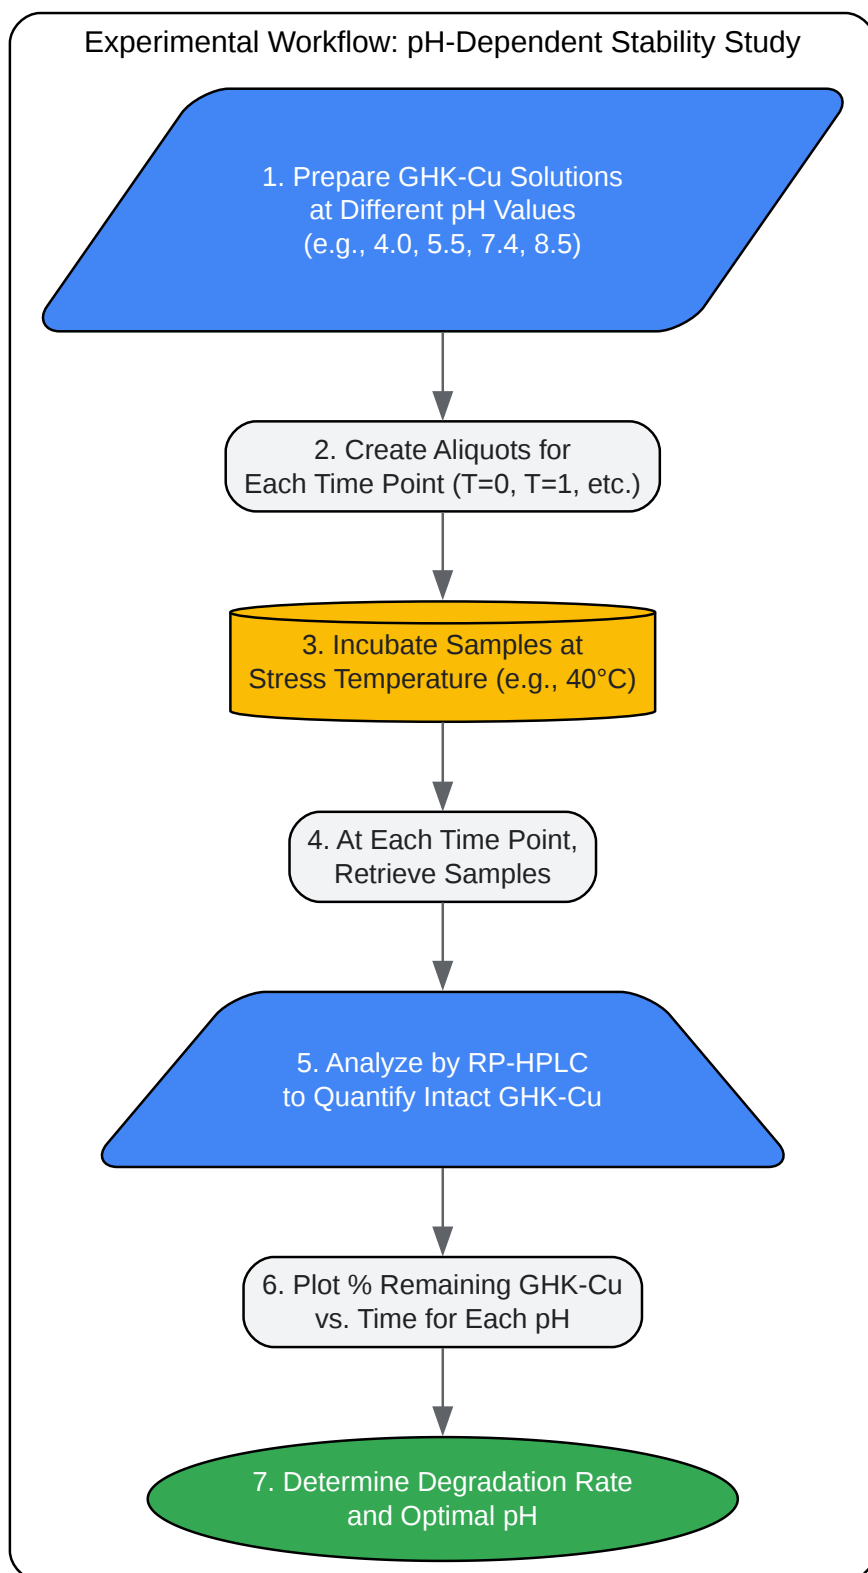 Experimental Workflow: pH-Dependent Stability Study
1. Prepare GHK-Cu Solutions
at Different pH Values
(e.g., 4.0, 5.5, 7.4, 8.5)
2. Create Aliquots for
Each Time Point (T=0, T=1, etc.)
3. Incubate Samples at
Stress Temperature (e.g., 40°C)
4. At Each Time Point,
Retrieve Samples
5. Analyze by RP-HPLC
to Quantify Intact GHK-Cu
6. Plot % Remaining GHK-Cu
vs. Time for Each pH
7. Determine Degradation Rate
and Optimal pH